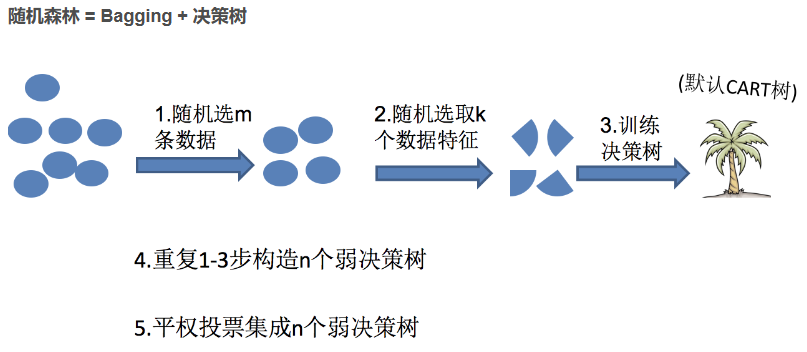 随机森林 = Bagging + 决策树
(默认CART树)
1.随机选m
条数据
2.随机选取k
个数据特征
3.训练
决策树
4.重复1-3步构造n个弱决策树
5.平权投票集成n个弱决策树